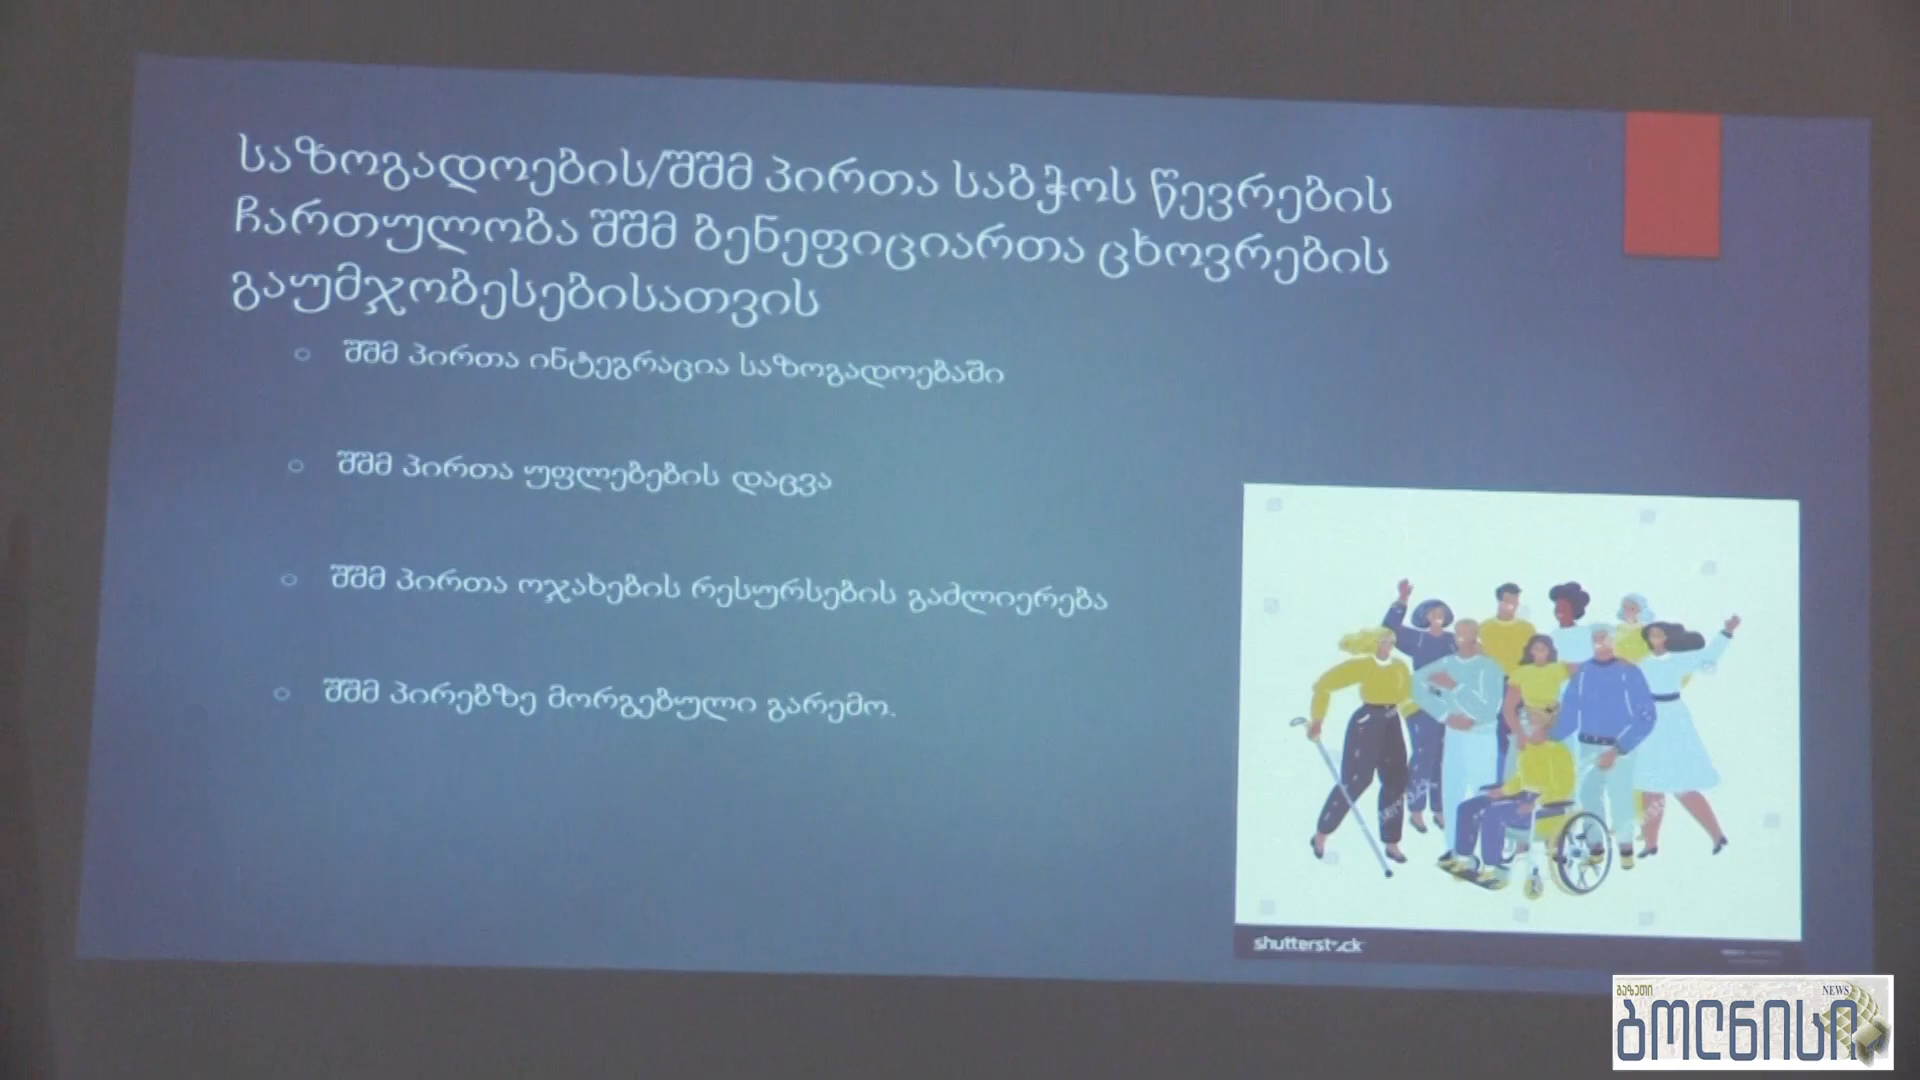 საზოგადოების/შშმ პირთა საბჭოს წევრების
ჩართულობა შშმ ბენეფიციართა ცხოვრების
გაუმჯობესებისათვის
შშმ პირთა ინტეგრაცია საზოგადოებაში
შშმ პირთა უფლებების დაცვა
შშმ პირთა ოჯახების რესურსების გაძლიერება
შშმ პირებზე მორგებული გარემო.
shutterstock
გაზეთი
NEWS
ბოლნისი